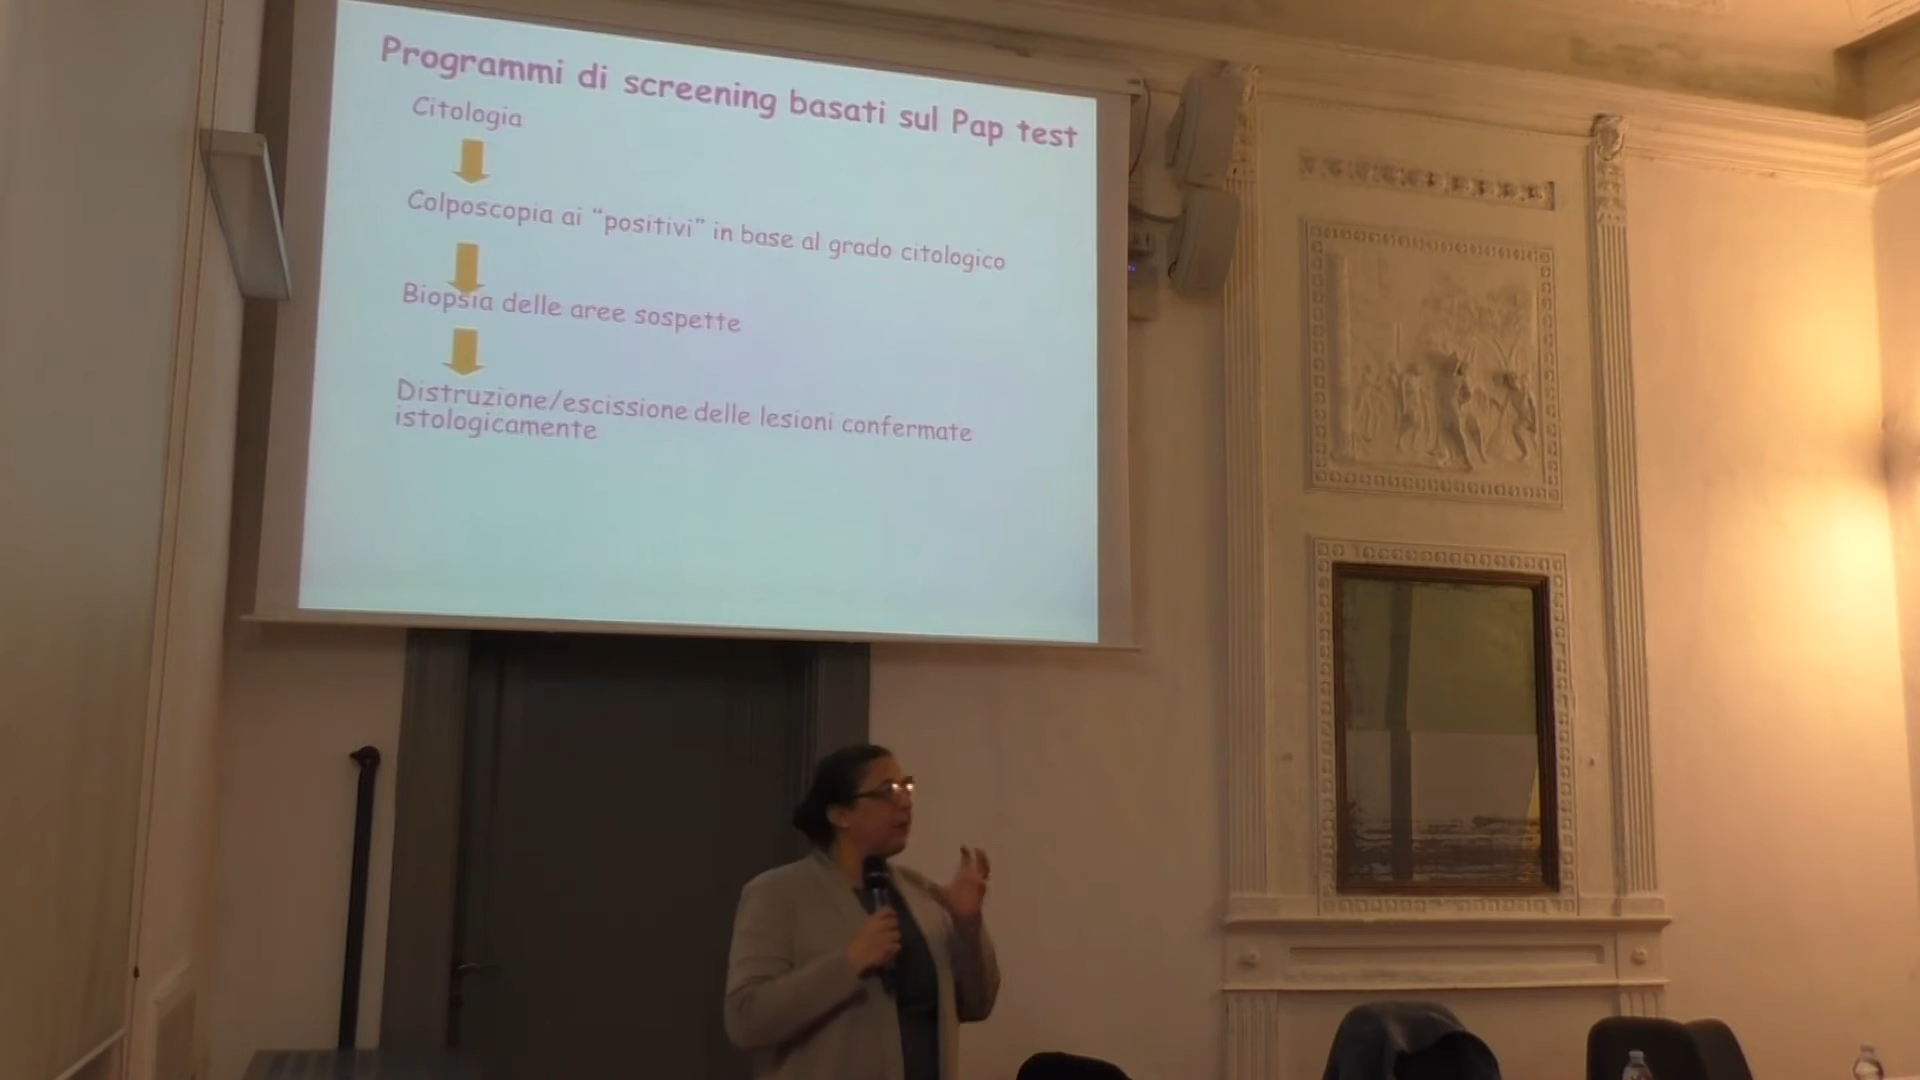 Programmi di screening basati sul Pap test
Citologia
Colposcopia ai “positivi” in base al grado citologico
Biopsia delle aree sospette
Distruzione/escissione delle lesioni confermate
istologicamente